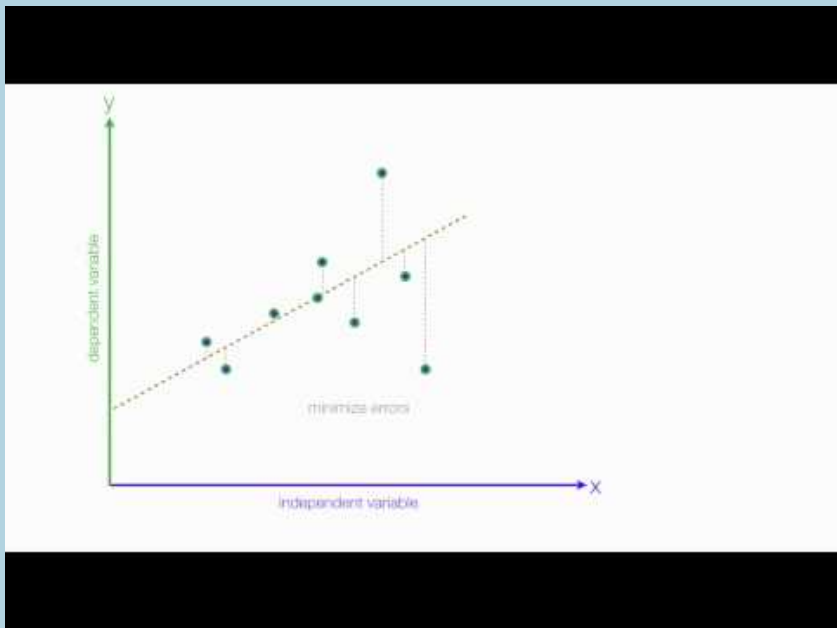 y
dependent variable
minimize errors
x
independent variable